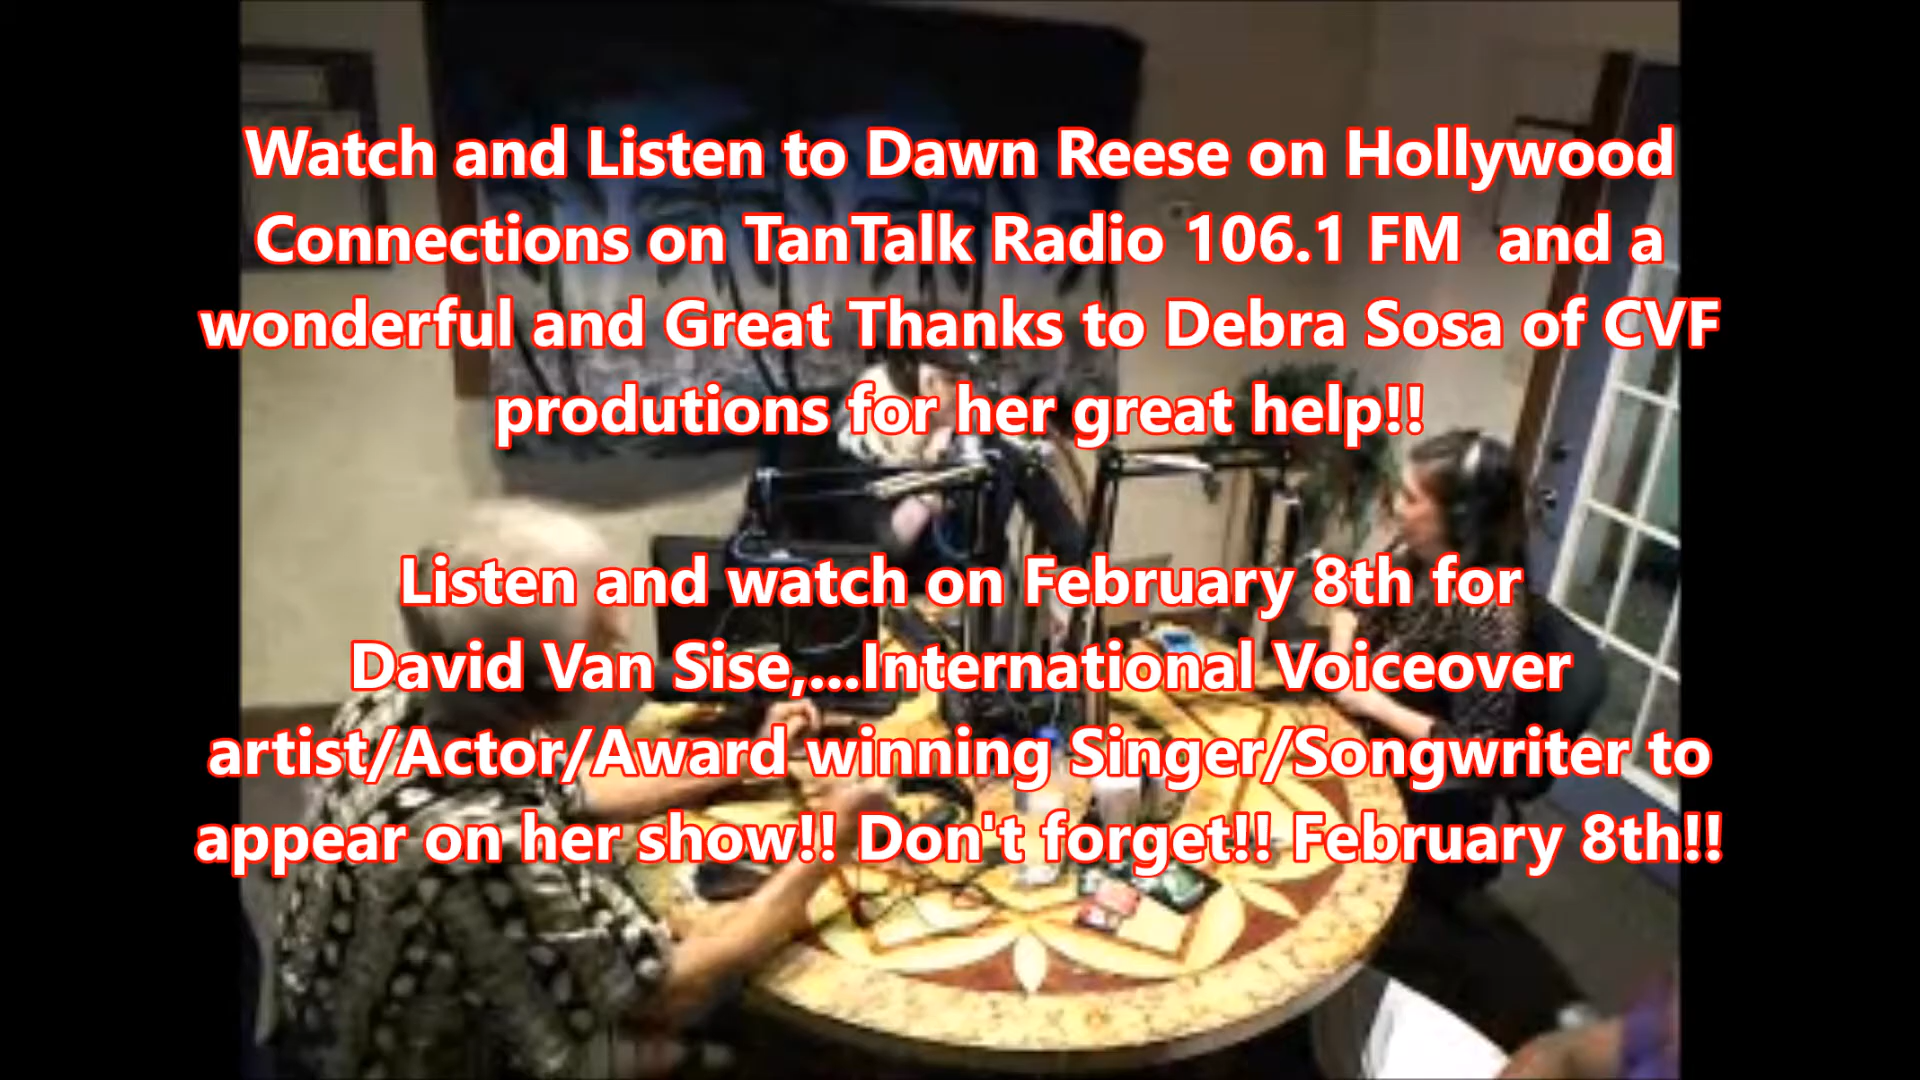 Watch and Listen to Dawn Reese on Hollywood
Connections on TanTalk Radio 106.1 FM  and a
wonderful and Great Thanks to Debra Sosa of CVF
produtions for her great help!!
Listen and watch on February 8th for
David Van Sise,...International Voiceover
artist/Actor/Award winning Singer/Songwriter to
appear on her show!! Don't forget!! February 8th!!